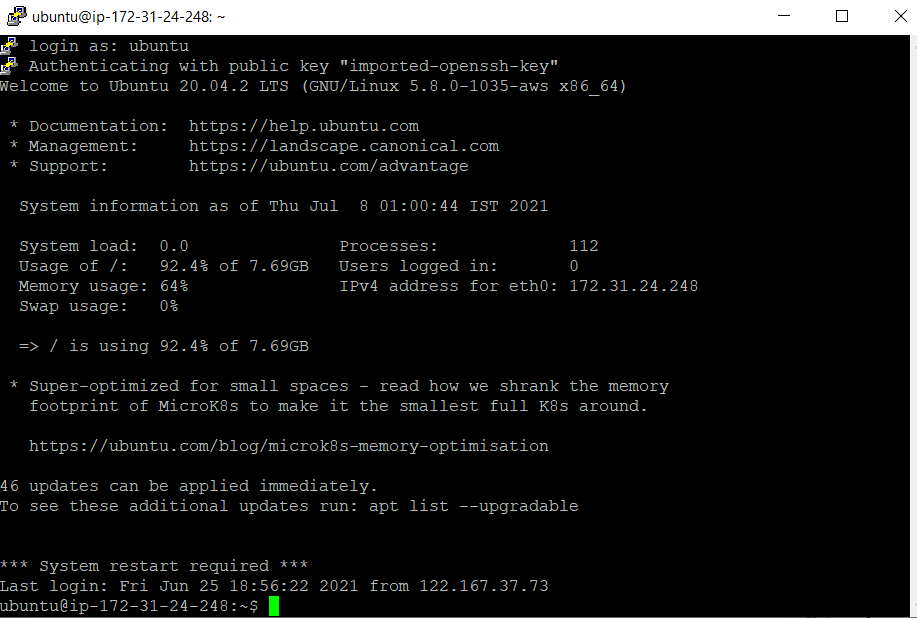 ubuntu@ip-172-31-24-248: ~
login as: ubuntu
Authenticating with public key "imported-openssh-key"
Welcome to Ubuntu 20.04.2 LTS (GNU/Linux 5.8.0-1035-aws x86_64)
* Documentation:  https://help.ubuntu.com
* Management:     https://landscape.canonical.com
* Support:        https://ubuntu.com/advantage
System information as of Thu Jul  8 01:00:44 IST 2021
System load:  0.0               Processes:             112
Usage of /:   92.4% of 7.69GB   Users logged in:       0
Memory usage: 64%               IPv4 address for eth0: 172.31.24.248
Swap usage:   0%
=> / is using 92.4% of 7.69GB
* Super-optimized for small spaces - read how we shrank the memory
footprint of MicroK8s to make it the smallest full K8s around.
https://ubuntu.com/blog/microk8s-memory-optimisation
46 updates can be applied immediately.
To see these additional updates run: apt list --upgradable
*** System restart required ***
Last login: Fri Jun 25 18:56:22 2021 from 122.167.37.73
ubuntu@ip-172-31-24-248:~$